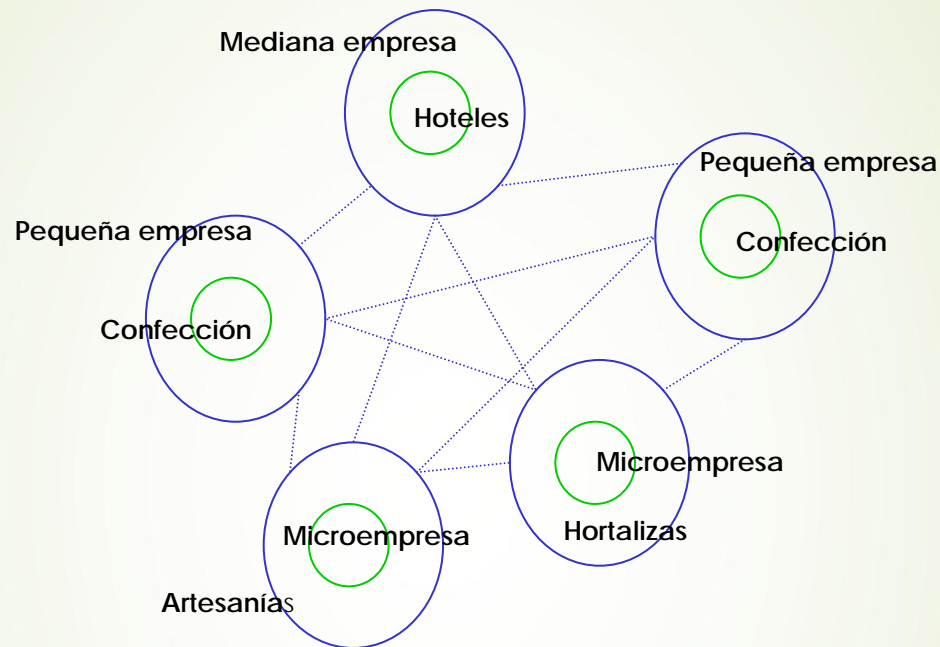 Mediana empresa
Hoteles
Pequeña empresa
Confección
Pequeña empresa
Confección
Microempresa
Hortalizas
Microempresa
Artesanías